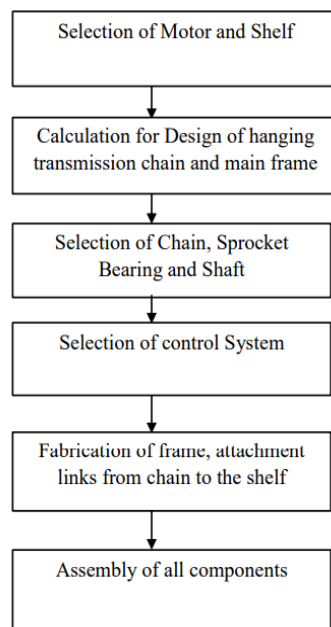 Selection of Motor and Shelf
Calculation for Design of hanging
transmission chain and main frame
Selection of Chain, Sprocket
Bearing and Shaft
Selection of control System
Fabrication of frame, attachment
links from chain to the shelf
Assembly of all components